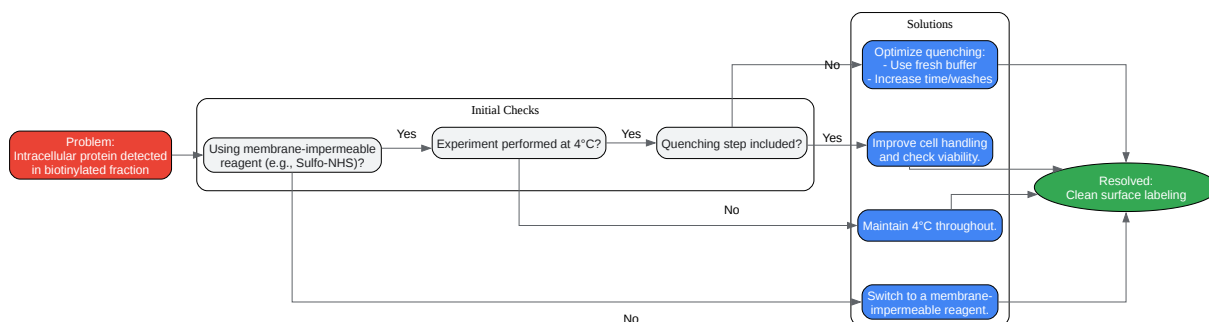 Solutions
Optimize quenching:
- Use fresh buffer
- Increase time/washes
No
Initial Checks
Problem:
Intracellular protein detected
in biotinylated fraction
Using membrane-impermeable
reagent (e.g., Sulfo-NHS)?
Yes
Experiment performed at 4°C?
Yes
Quenching step included?
Yes
Improve cell handling
and check viability.
Resolved:
Clean surface labeling
No
Maintain 4°C throughout.
Switch to a membrane-
impermeable reagent.
No